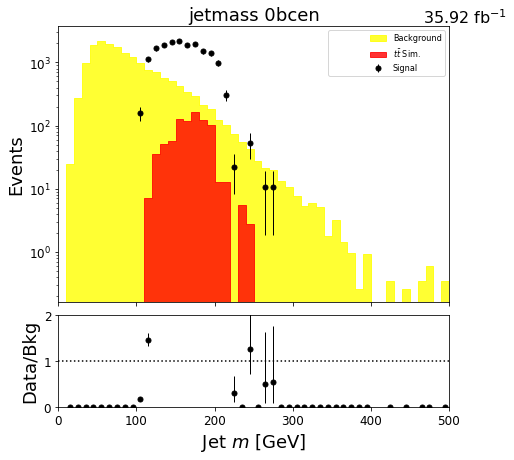 jetmass 0bcen
35.92 fb⁻¹
Background
tt̄ Sim.
Signal
Events
10³
10²
10¹
10⁰
Data/Bkg
2
1
0
0 100 200 300 400 500
Jet m [GeV]